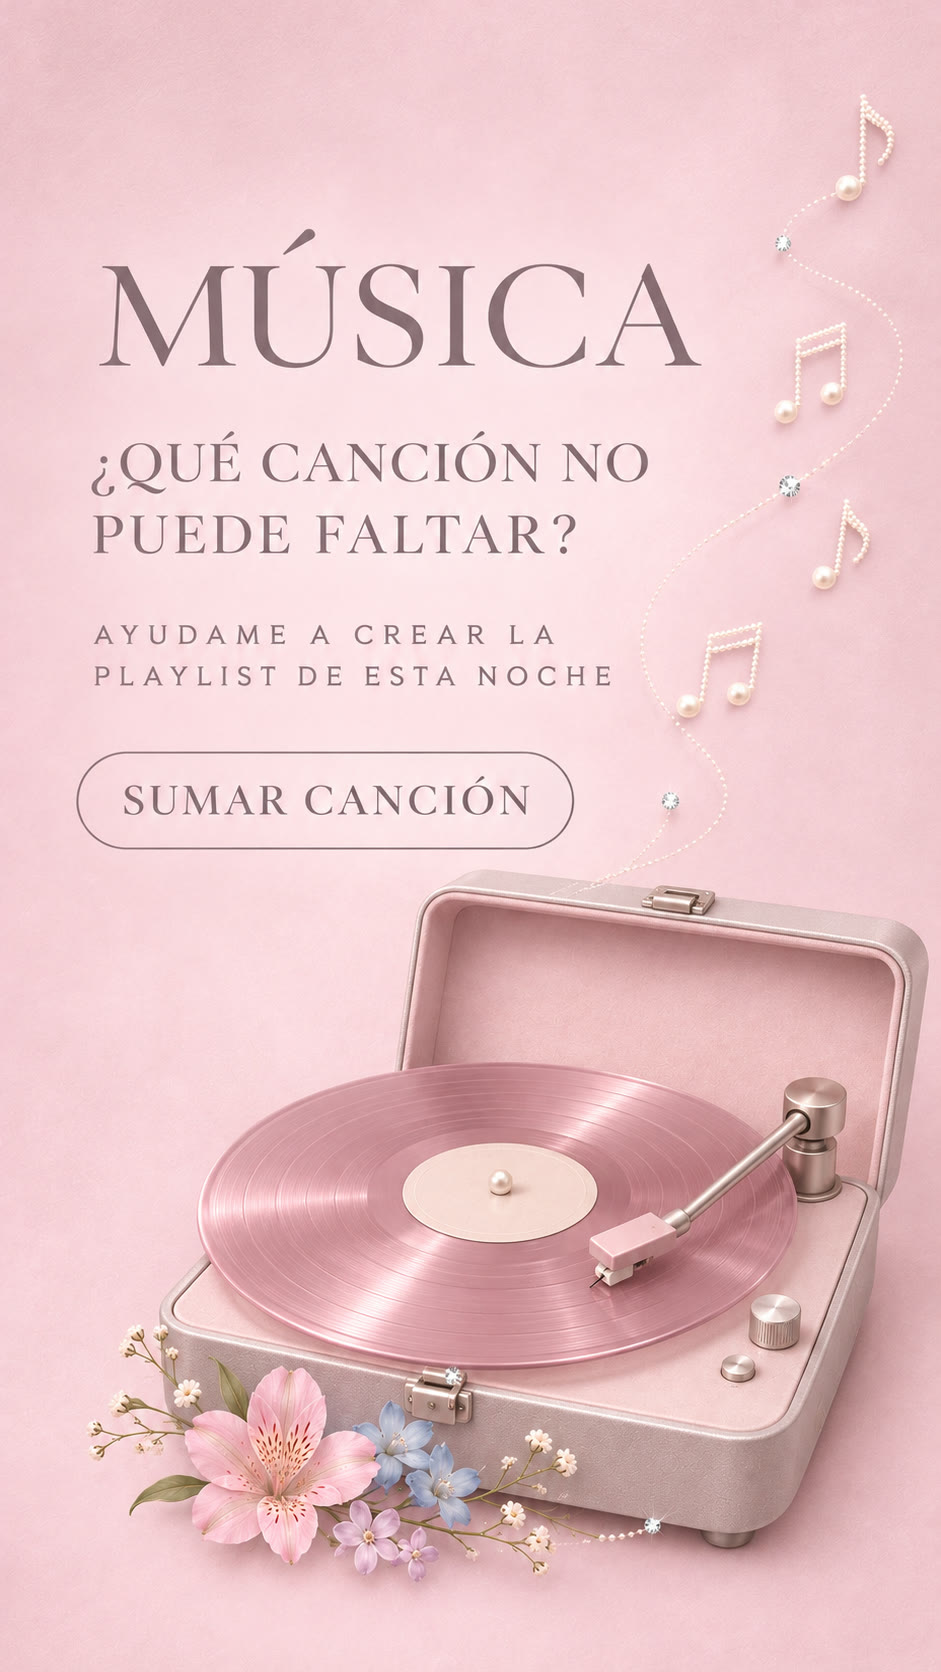 MÚSICA
¿QUÉ CANCIÓN NO
PUEDE FALTAR?
AYUDAME A CREAR LA
PLAYLIST DE ESTA NOCHE
SUMAR CANCIÓN